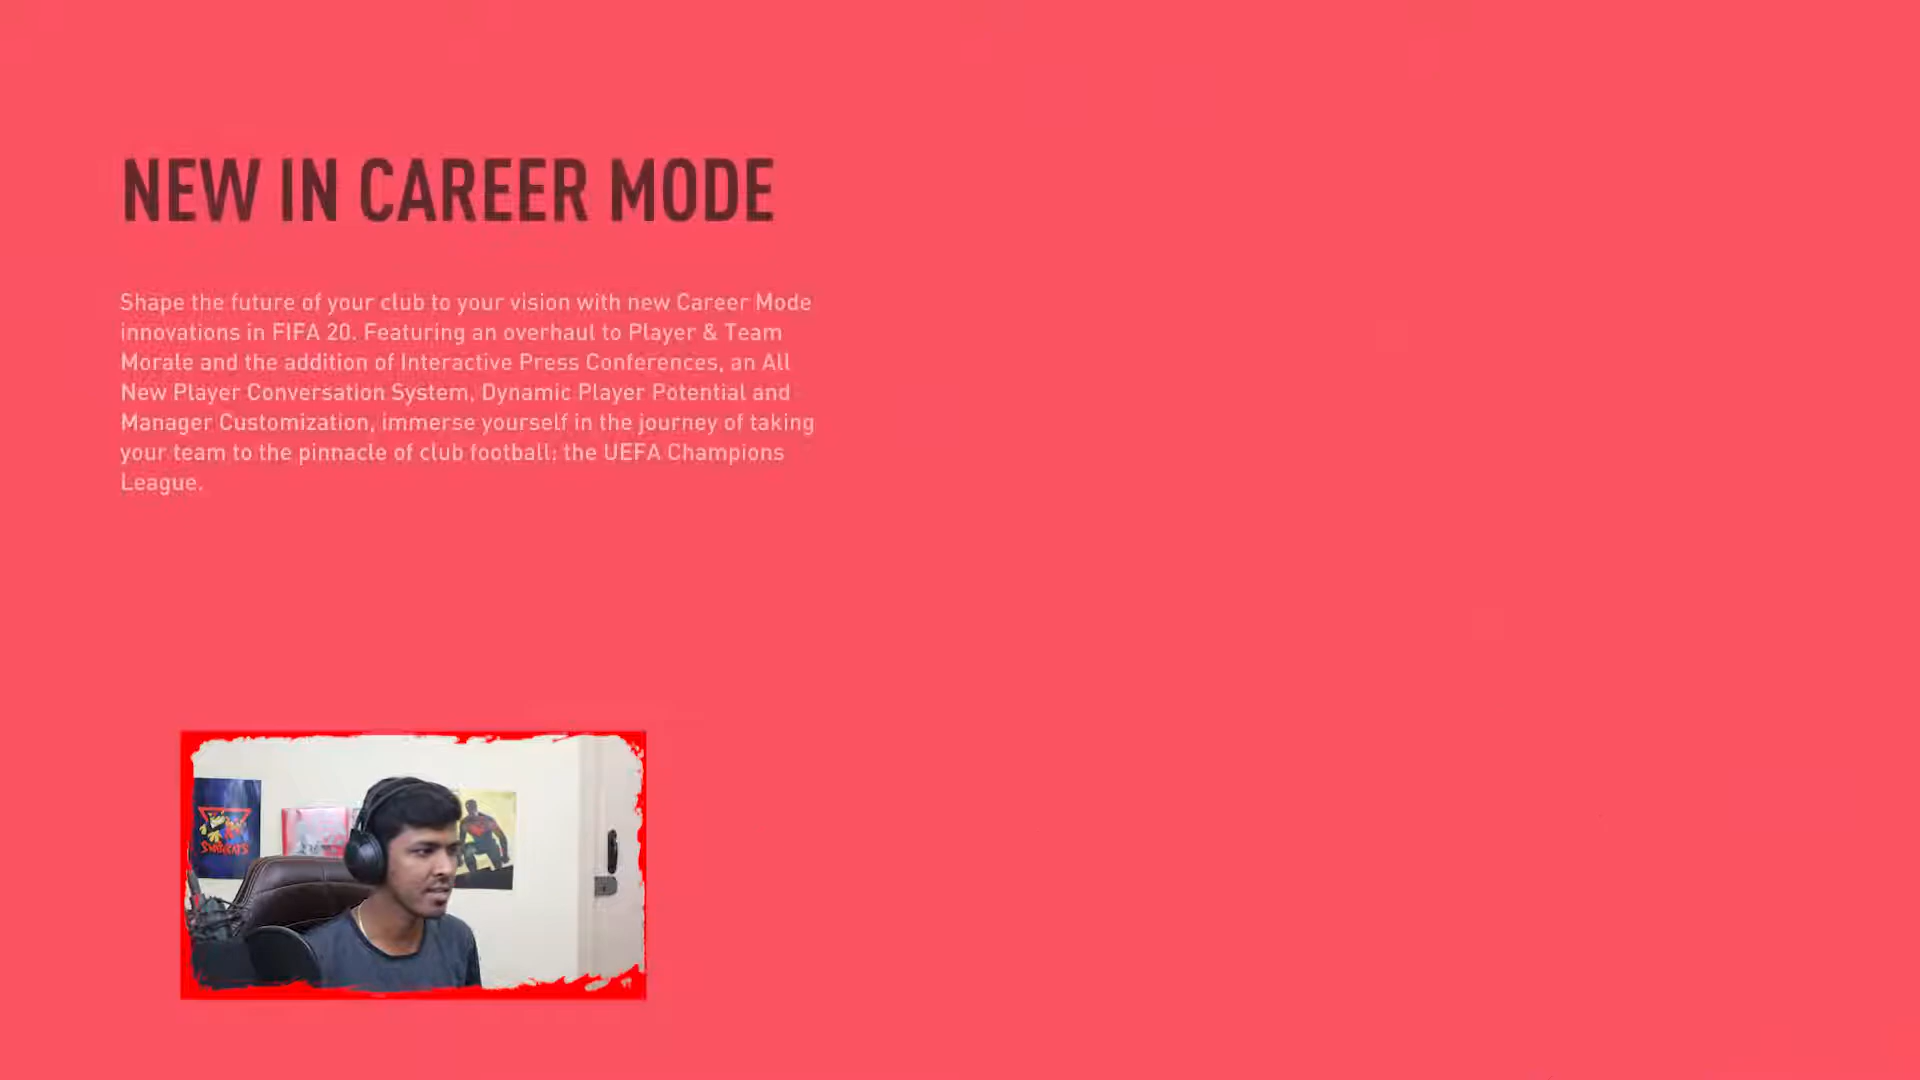 NEW IN CAREER MODE
Shape the future of your club to your vision with new Career Mode
innovations in FIFA 20. Featuring an overhaul to Player & Team
Morale and the addition of Interactive Press Conferences, an All
New Player Conversation System, Dynamic Player Potential and
Manager Customization, immerse yourself in the journey of taking
your team to the pinnacle of club football: the UEFA Champions
League.